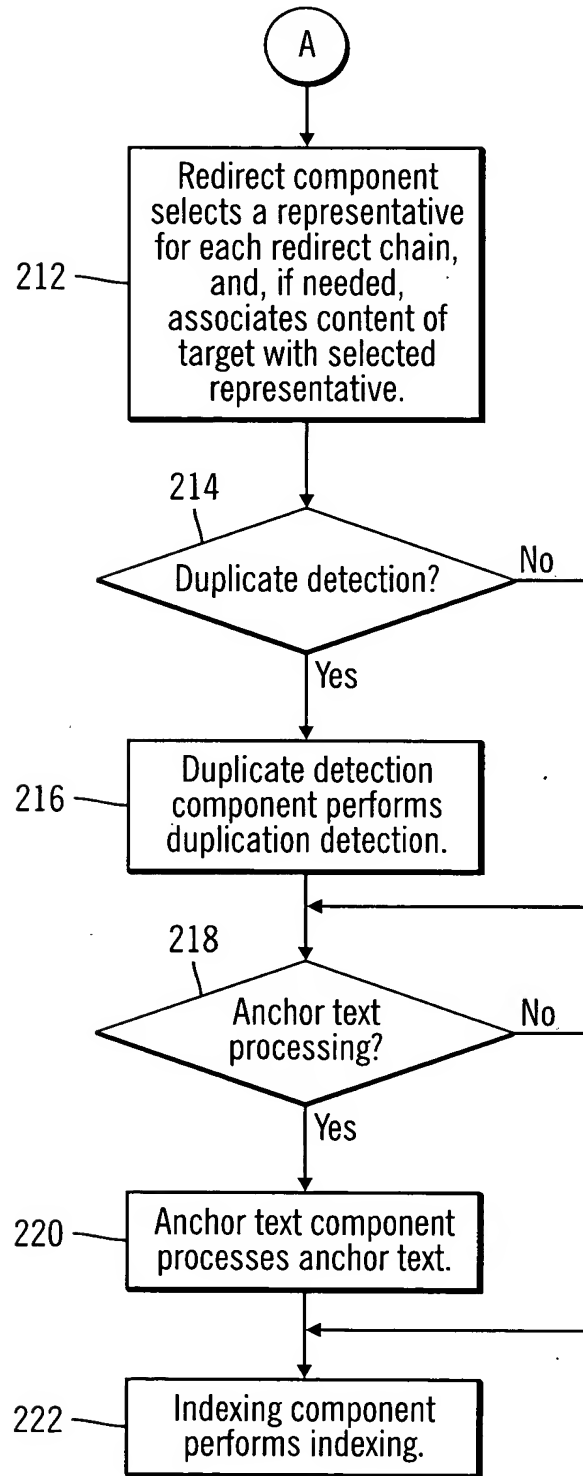 A
Redirect component
selects a representative
for each redirect chain,
and, if needed,
associates content of
target with selected
representative.
212
214
Duplicate detection?
No
Yes
Duplicate detection
component performs
duplication detection.
216
218
Anchor text
processing?
No
Yes
Anchor text component
processes anchor text.
220
Indexing component
performs indexing.
222